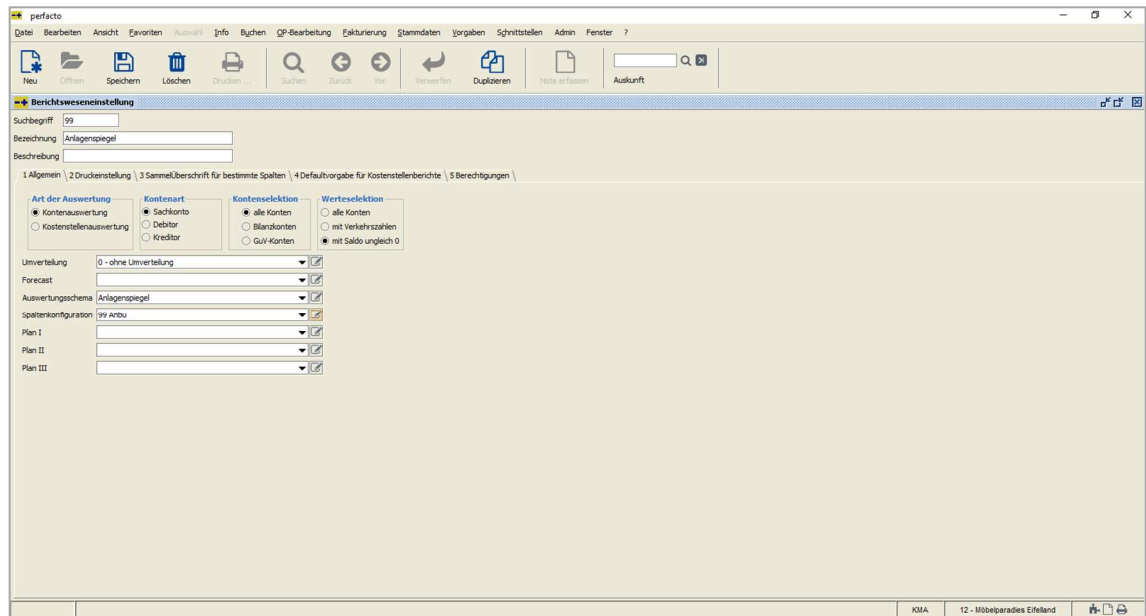 perfacto
Datei Bearbeiten Ansicht Favoriten Auswahl Info Buchen OP-Bearbeitung Fakturierung Stammdaten Vorgaben Schnittstellen Admin Fenster ?
Neu Öffnen Speichern Löschen Drucken ... Suchen Zurück Vor Verwerfen Duplizieren Note erfassen Auskunft
Berichtsweseneinstellung
Suchbegriff 99
Bezeichnung Anlagenspiegel
Beschreibung
1 Allgemein \ 2 Druckeinstellung \ 3 SammelÜberschrift für bestimmte Spalten \ 4 Defaultvorgabe für Kostenstellenberichte \ 5 Berechtigungen \
Art der Auswertung Kontenart Kontenselektion Werteselektion
Kontenauswertung Sachkonto alle Konten alle Konten
Kostenstellenauswertung Debitor Bilanzkonten mit Verkehrszahlen
Kreditor GuV-Konten mit Saldo ungleich 0
Umverteilung 0 - ohne Umverteilung
Forecast
Auswertungsschema Anlagenspiegel
Spaltenkonfiguration 99 Anbu
Plan I
Plan II
Plan III
KMA 12 - Möbelparadies Eifelland